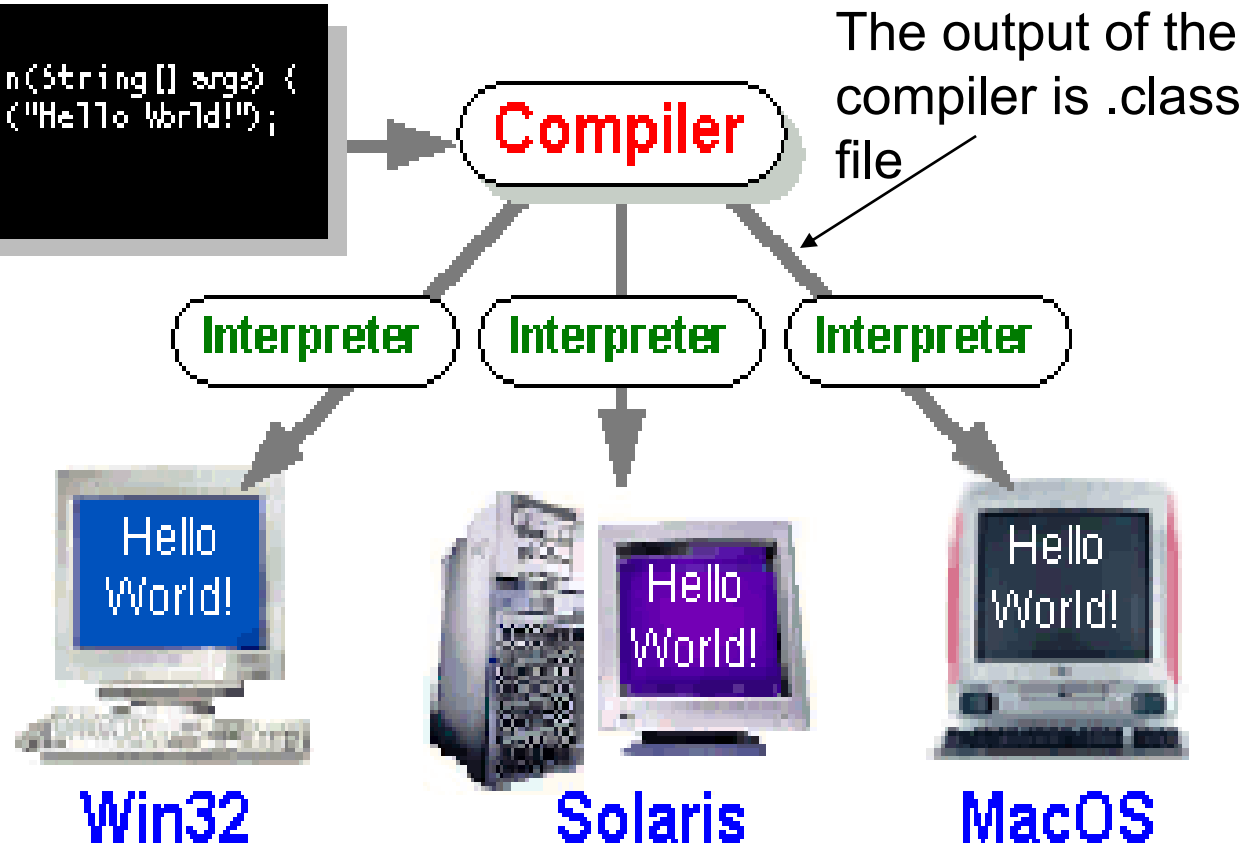 n(String[] args) {
("Hello World!");
The output of the
compiler is .class
file
Compiler
Interpreter
Interpreter
Interpreter
Hello
World!
Hello
World!
Hello
World!
Win32
Solaris
MacOS